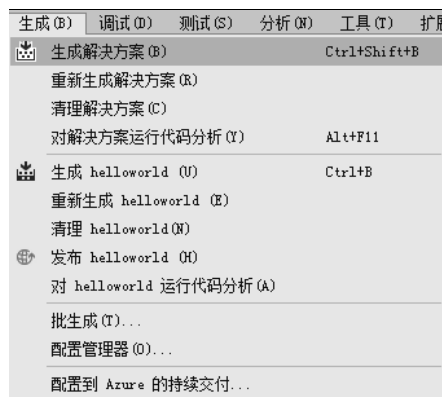 生成(B) 调试(D) 测试(S) 分析(N) 工具(T) 扩展
生成解决方案(B) Ctrl+Shift+B
重新生成解决方案(R)
清理解决方案(C)
对解决方案运行代码分析(Y) Alt+F11
生成 helloworld (U) Ctrl+B
重新生成 helloworld (E)
清理 helloworld(N)
发布 helloworld (H)
对 helloworld 运行代码分析(A)
批生成(T)...
配置管理器(O)...
配置到 Azure 的持续交付...